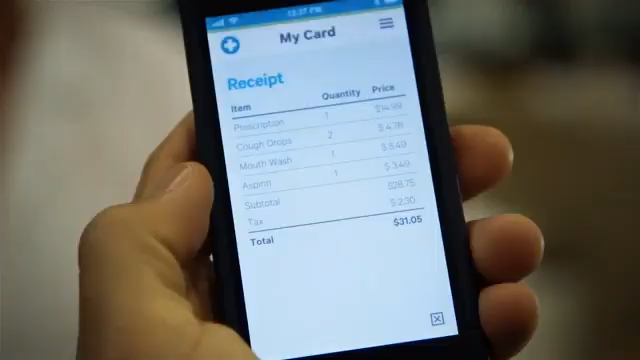 12:37 PM
My Card
Receipt
Item Quantity Price
Prescription 1 $14.99
Cough Drops 2 $4.78
Mouth Wash 1 $5.49
Aspirin 1 $3.49
Subtotal $28.75
Tax $2.30
Total $31.05